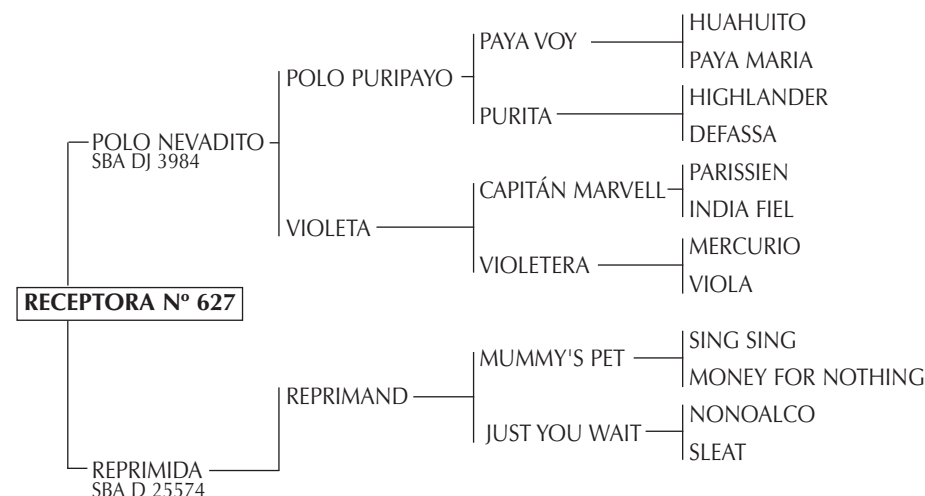 HUAHUITO
PAYA VOY
PAYA MARIA
POLO PURIPAYO
HIGHLANDER
PURITA
DEFASSA
POLO NEVADITO
SBA DJ 3984
PARISSIEN
CAPITÁN MARVELL
INDIA FIEL
VIOLETA
MERCURIO
VIOLETERA
VIOLA
RECEPTORA Nº 627
SING SING
MUMMY'S PET
MONEY FOR NOTHING
REPRIMAND
NONOALCO
JUST YOU WAIT
SLEAT
REPRIMIDA
SBA D 25574